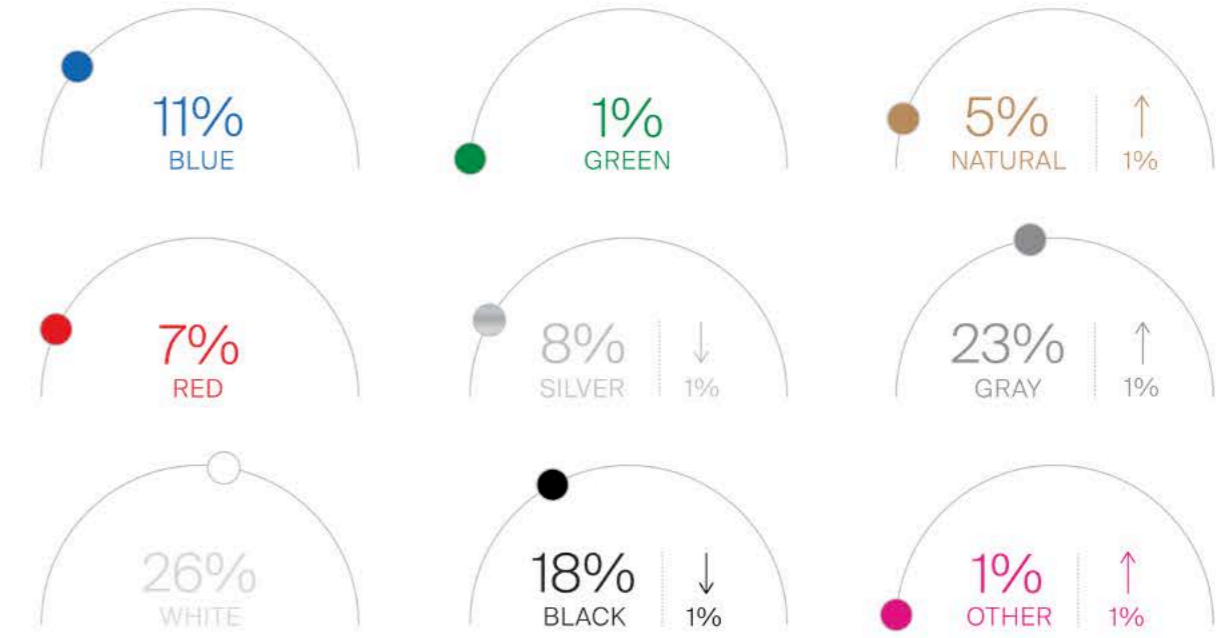 11%
BLUE
1%
GREEN
5% ↑
NATURAL 1%
7%
RED
8% ↓
SILVER 1%
23% ↑
GRAY 1%
26%
WHITE
18% ↓
BLACK 1%
1% ↑
OTHER 1%